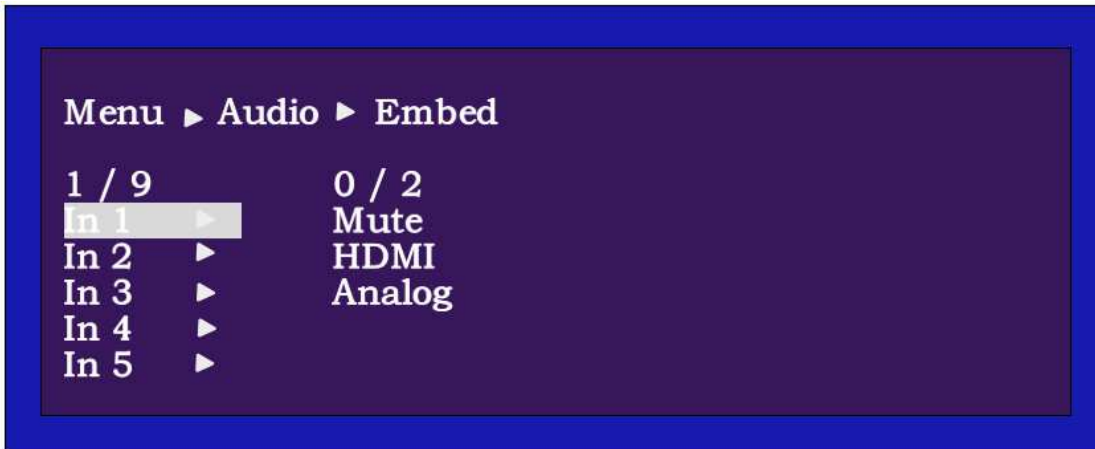 Menu ▶ Audio ▶ Embed
1 / 9 0 / 2
In 1 ▶ Mute
In 2 ▶ HDMI
In 3 ▶ Analog
In 4 ▶
In 5 ▶